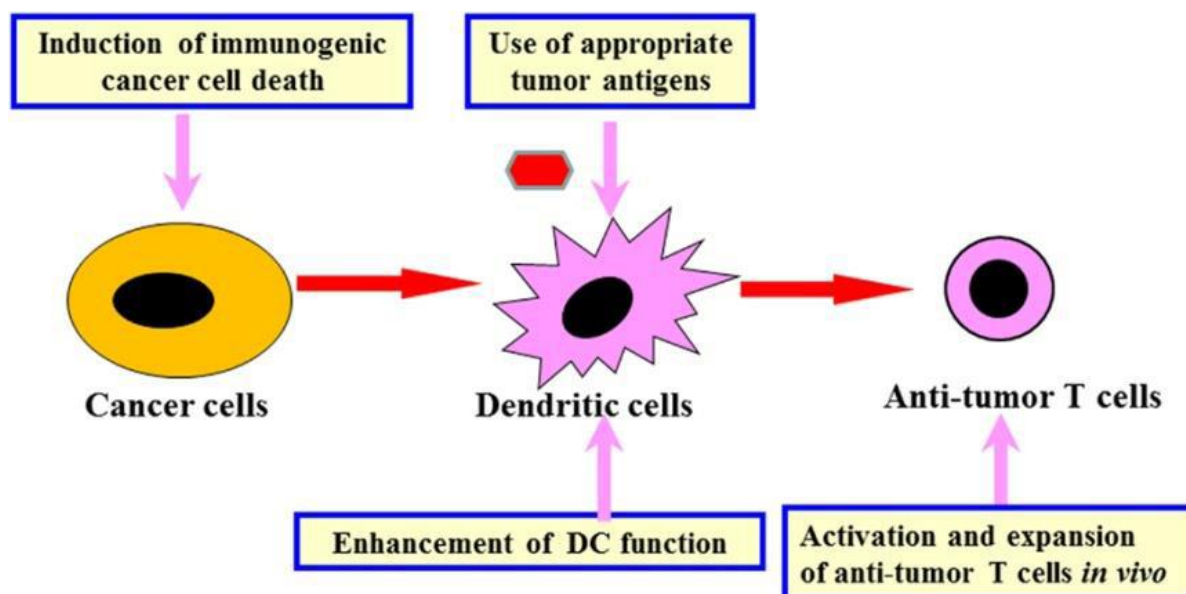 Induction of immunogenic
cancer cell death
Use of appropriate
tumor antigens
Cancer cells
Dendritic cells
Anti-tumor T cells
Enhancement of DC function
Activation and expansion
of anti-tumor T cells in vivo